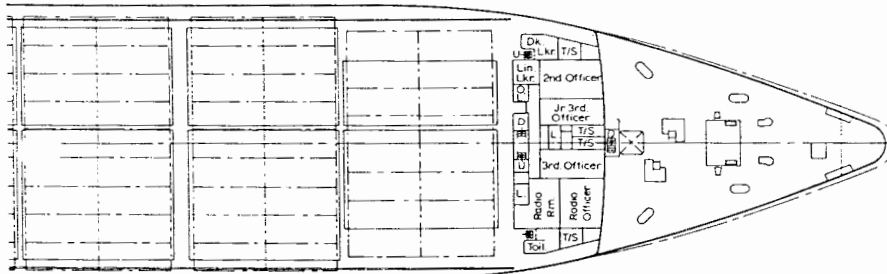 Dk.
Lkr.
T/S
U
Lin.
Lkr.
2nd Officer
O
L
Jr 3rd.
Officer
D
L
T/S
T/S
U
3rd. Officer
L
Radio
Rm.
Radio
Officer
Toil
T/S